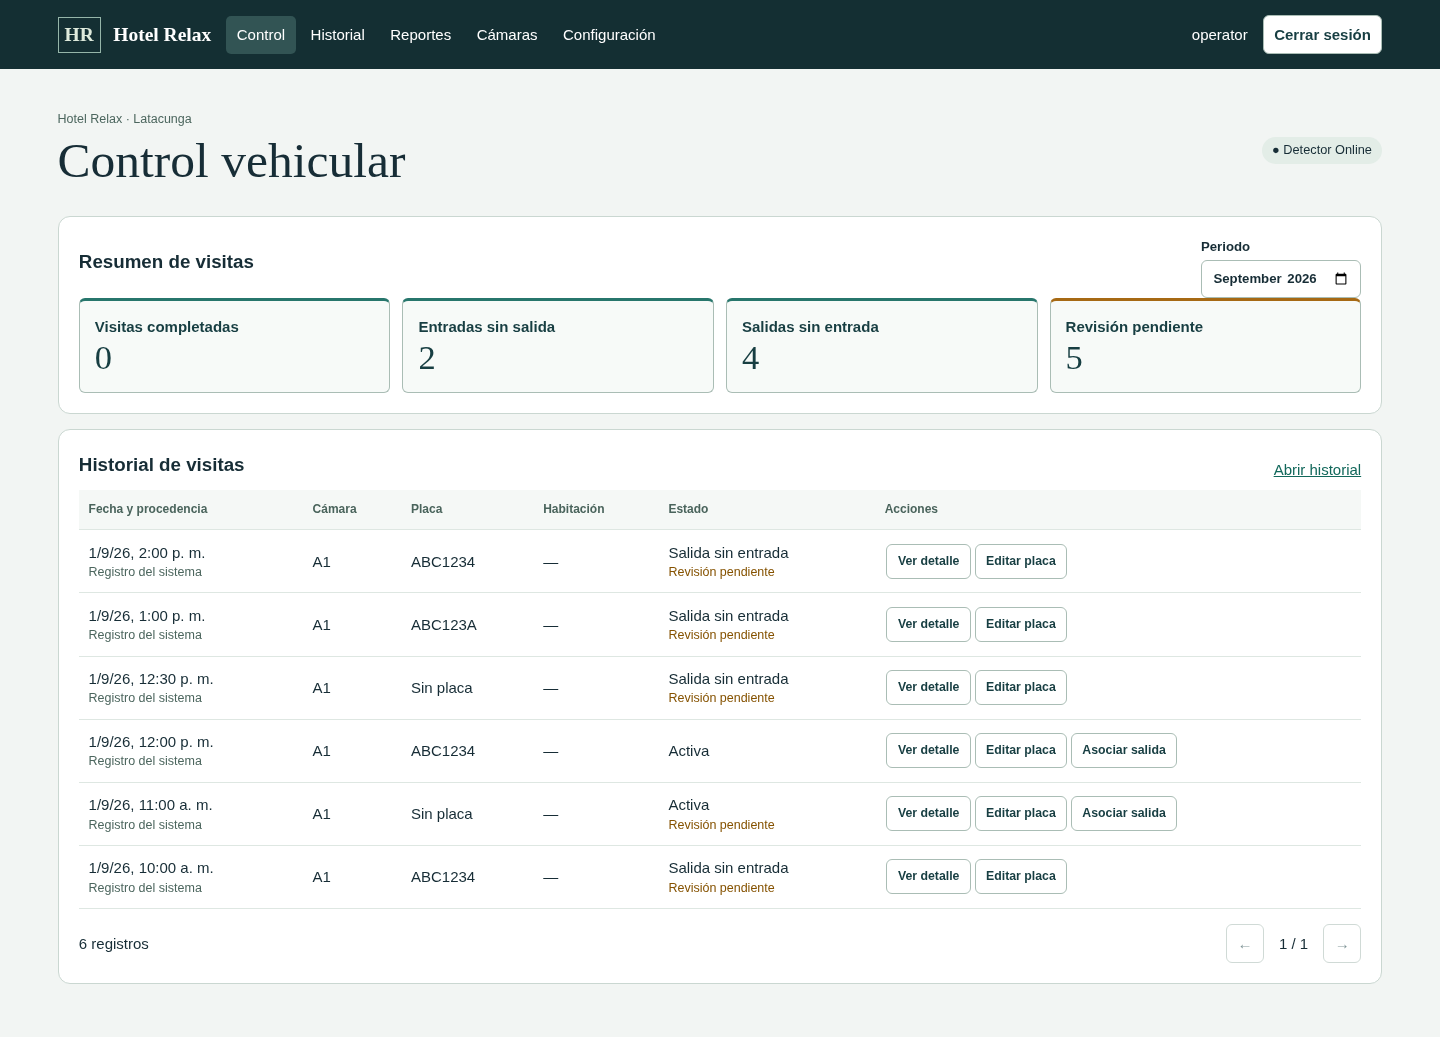 HR Hotel Relax Control Historial Reportes Cámaras Configuración operator Cerrar sesión
Hotel Relax · Latacunga
Control vehicular
● Detector Online
Resumen de visitas
Periodo
September 2026
Visitas completadas
0
Entradas sin salida
2
Salidas sin entrada
4
Revisión pendiente
5
Historial de visitas
Abrir historial
Fecha y procedencia Cámara Placa Habitación Estado Acciones
1/9/26, 2:00 p. m.
Registro del sistema
A1 ABC1234 —
Salida sin entrada
Revisión pendiente
Ver detalle Editar placa
1/9/26, 1:00 p. m.
Registro del sistema
A1 ABC123A —
Salida sin entrada
Revisión pendiente
Ver detalle Editar placa
1/9/26, 12:30 p. m.
Registro del sistema
A1 Sin placa —
Salida sin entrada
Revisión pendiente
Ver detalle Editar placa
1/9/26, 12:00 p. m.
Registro del sistema
A1 ABC1234 —
Activa
Ver detalle Editar placa Asociar salida
1/9/26, 11:00 a. m.
Registro del sistema
A1 Sin placa —
Activa
Revisión pendiente
Ver detalle Editar placa Asociar salida
1/9/26, 10:00 a. m.
Registro del sistema
A1 ABC1234 —
Salida sin entrada
Revisión pendiente
Ver detalle Editar placa
6 registros
← 1 / 1 →